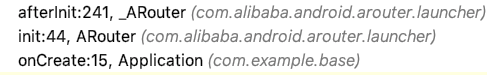 afterInit:241, _ARouter (com.alibaba.android.arouter.launcher)
init:44, ARouter (com.alibaba.android.arouter.launcher)
onCreate:15, Application (com.example.base)